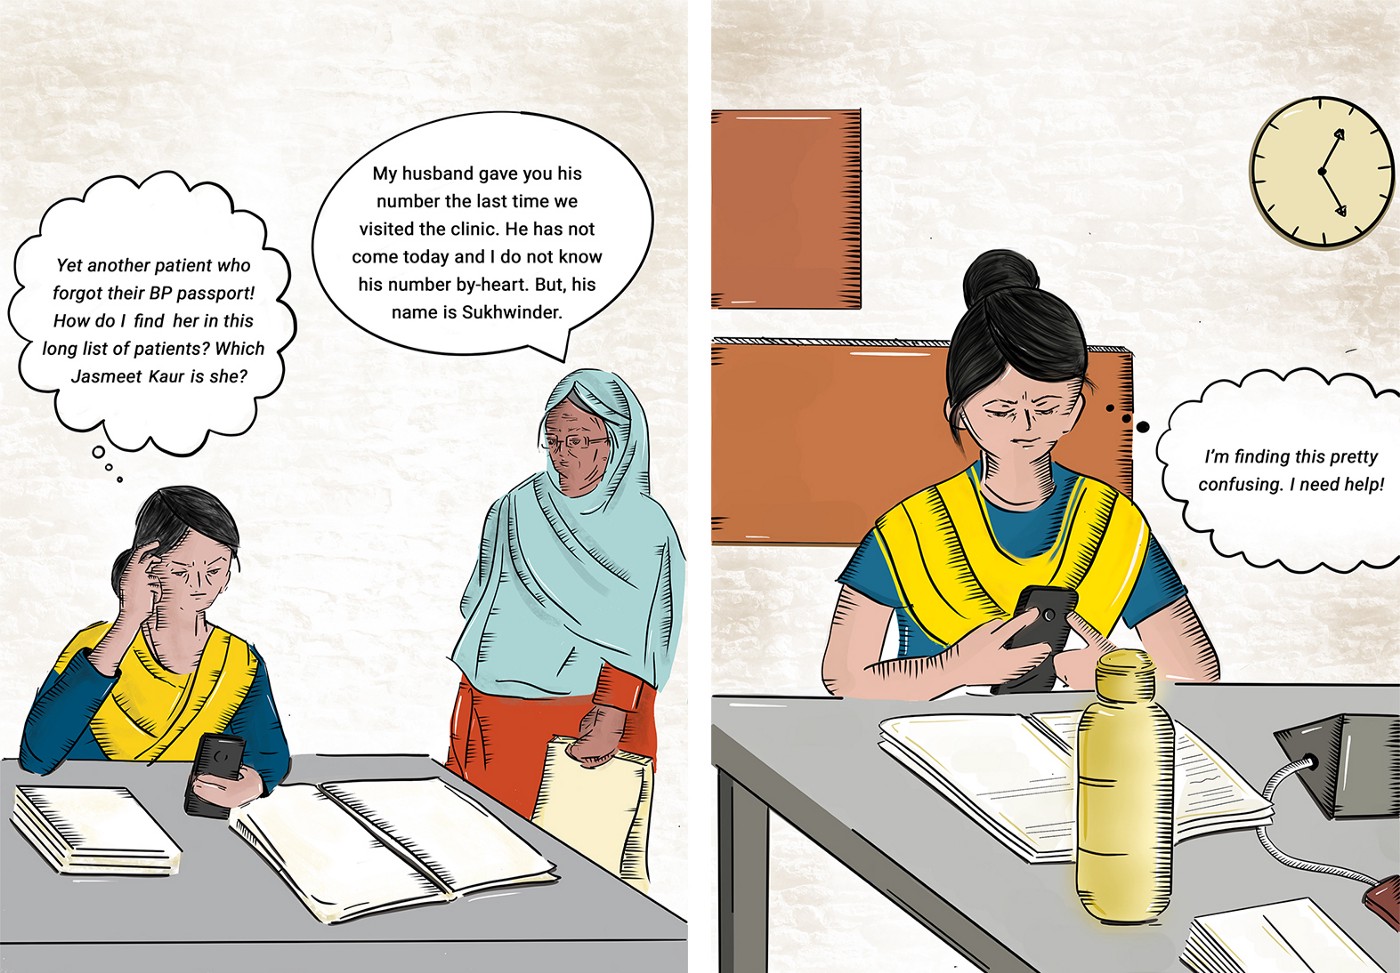 Yet another patient who
forgot their BP passport!
How do I find her in this
long list of patients? Which
Jasmeet Kaur is she?
My husband gave you his
number the last time we
visited the clinic. He has not
come today and I do not know
his number by-heart. But, his
name is Sukhwinder.
I'm finding this pretty
confusing. I need help!